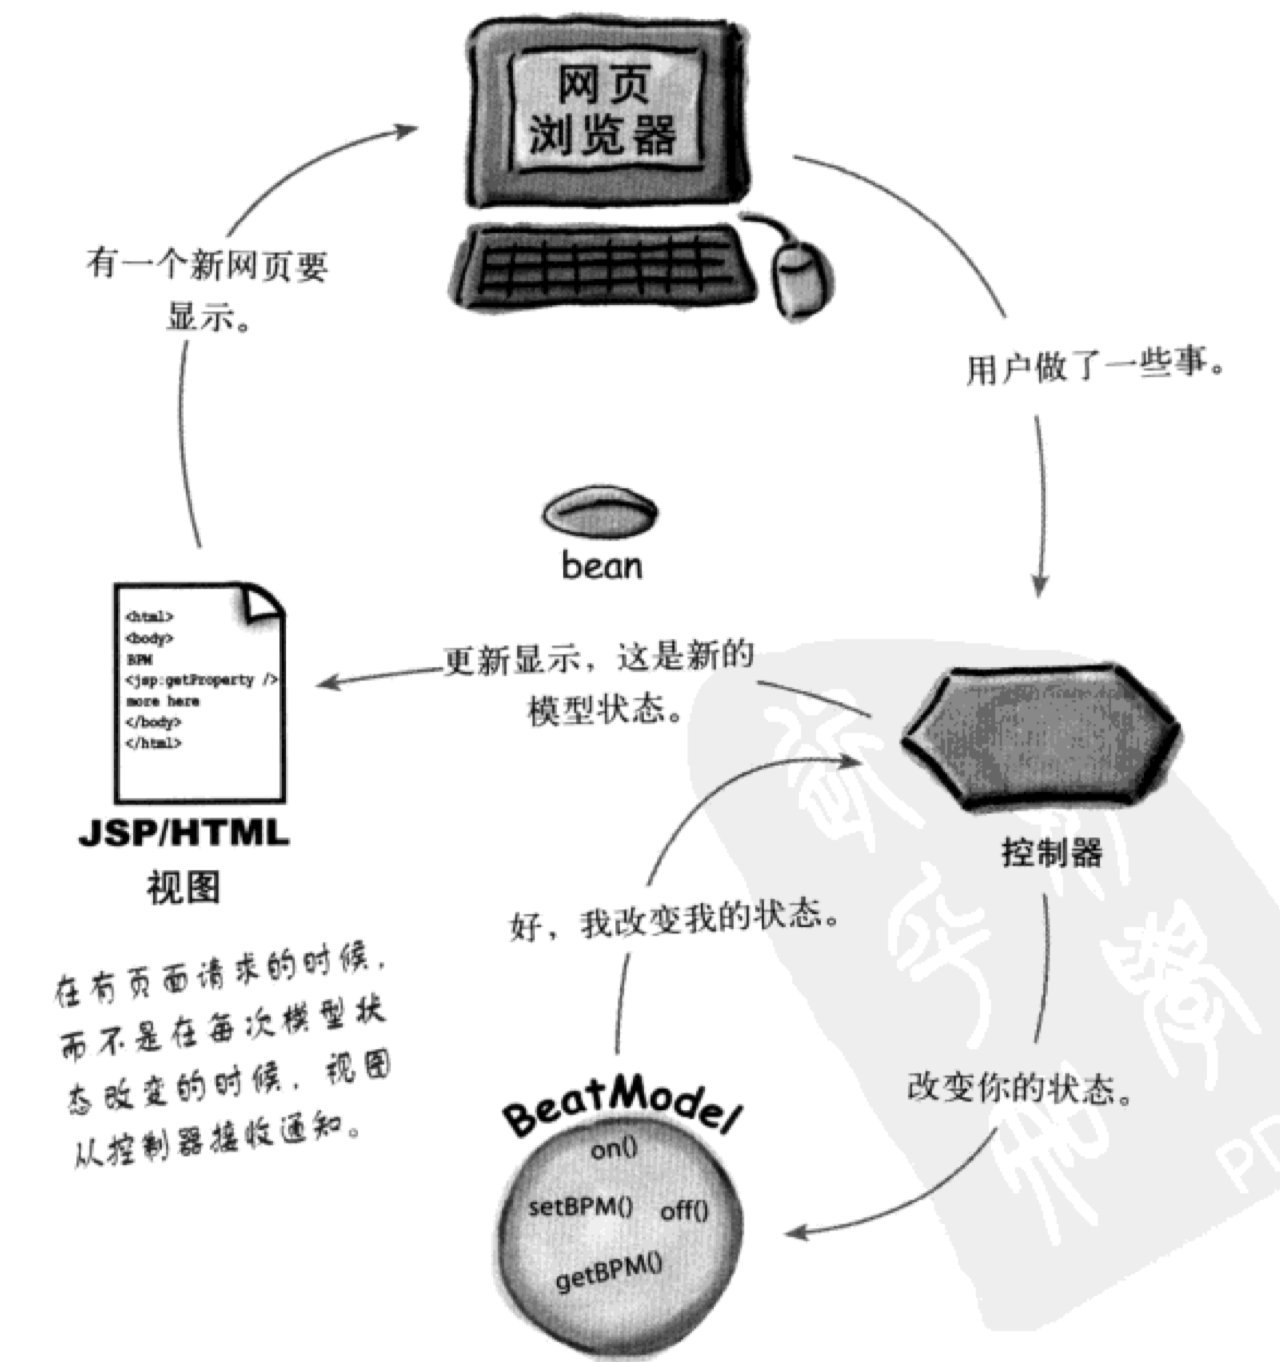 网页
浏览器
有一个新网页要
显示。
用户做了一些事。
bean
<html>
<body>
BPM
<jsp:getProperty />
more here
</body>
</html>
更新显示，这是新的
模型状态。
JSP/HTML
视图
控制器
好，我改变我的状态。
在有页面请求的时候，
而不是在每次模型状
态改变的时候，视图
从控制器接收通知。
改变你的状态。
BeatModel
on()
setBPM() off()
getBPM()